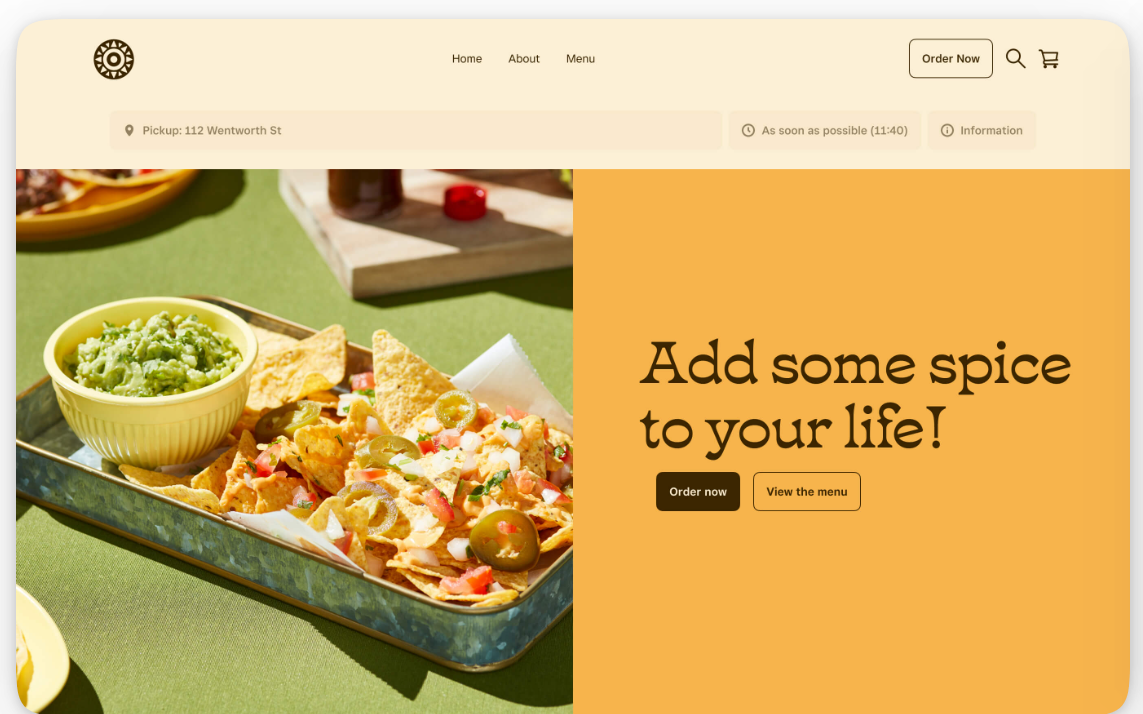 Home About Menu Order Now
Pickup: 112 Wentworth St As soon as possible (11:40) Information
Add some spice
to your life!
Order now View the menu